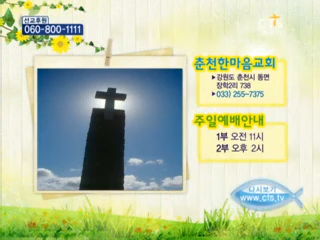 선교후원
060-800-1111
CTS
춘천한마음교회
▶강원도 춘천시 동면
장학2리 738
▶033) 255-7375
주일예배안내
1부 오전 11시
2부 오후 2시
다시보기
www.cts.tv